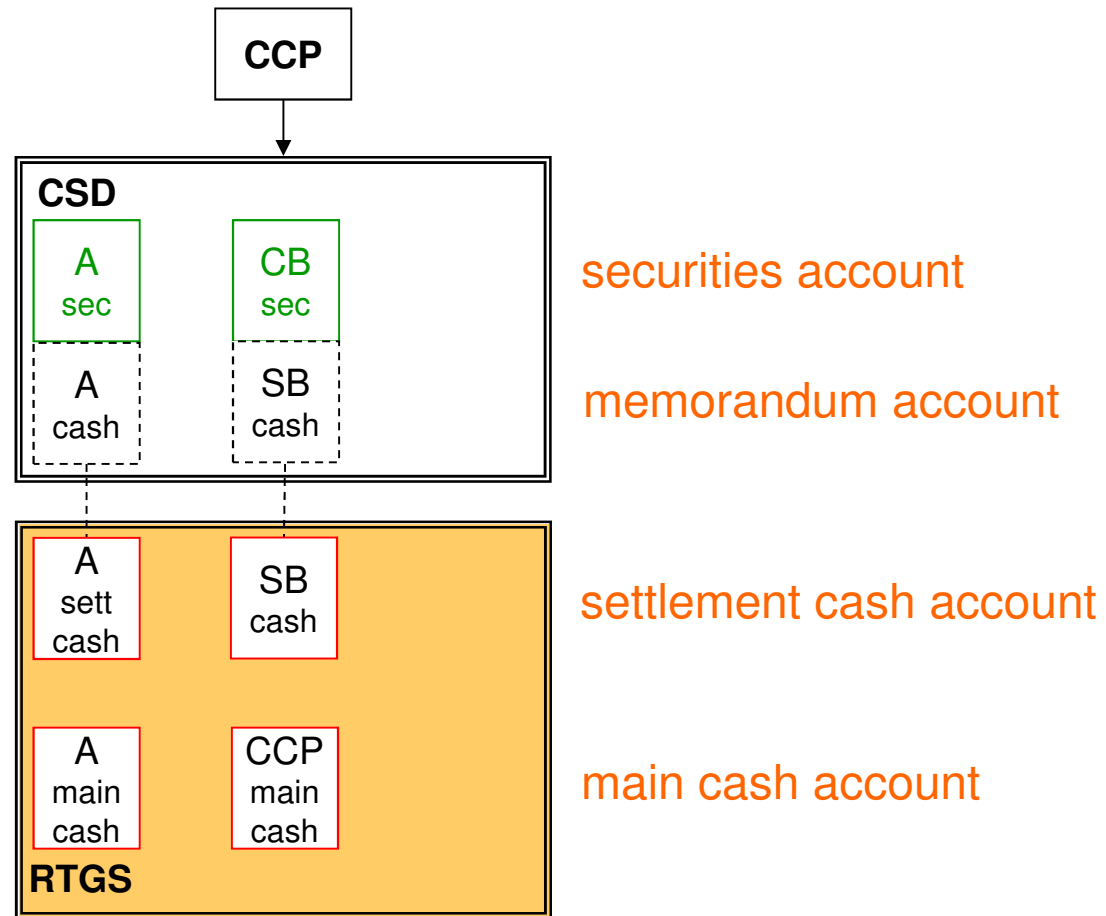 CCP
CSD
A
sec
CB
sec
securities account
A
cash
SB
cash
memorandum account
A
sett
cash
SB
cash
settlement cash account
A
main
cash
CCP
main
cash
main cash account
RTGS